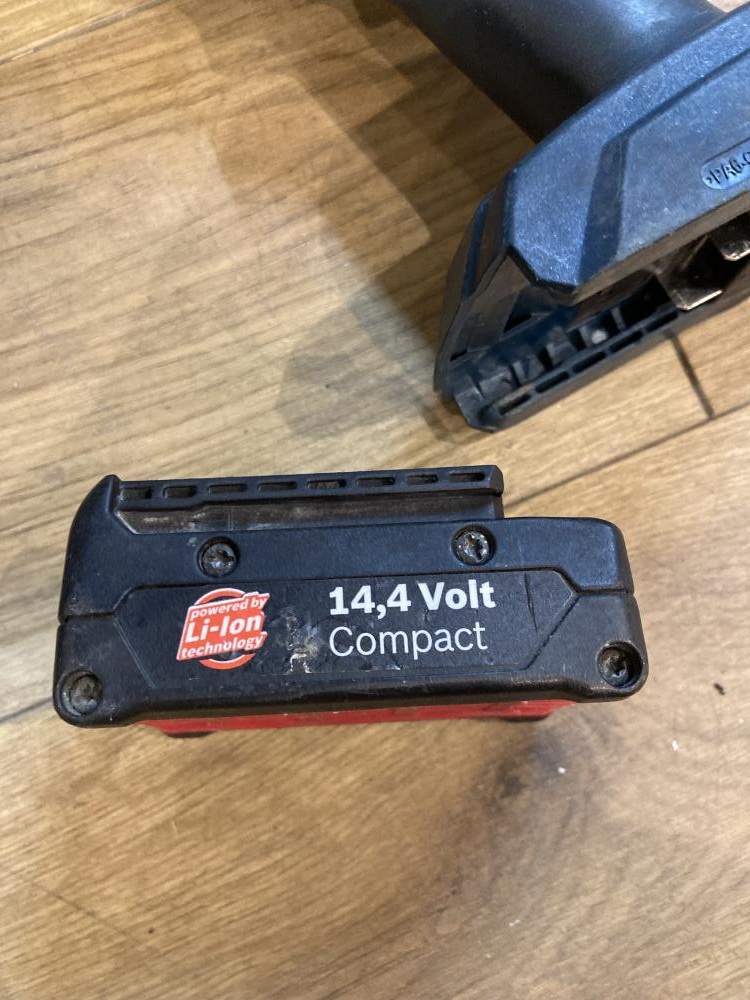 powered by
Li-Ion
technology
14,4 Volt
Compact